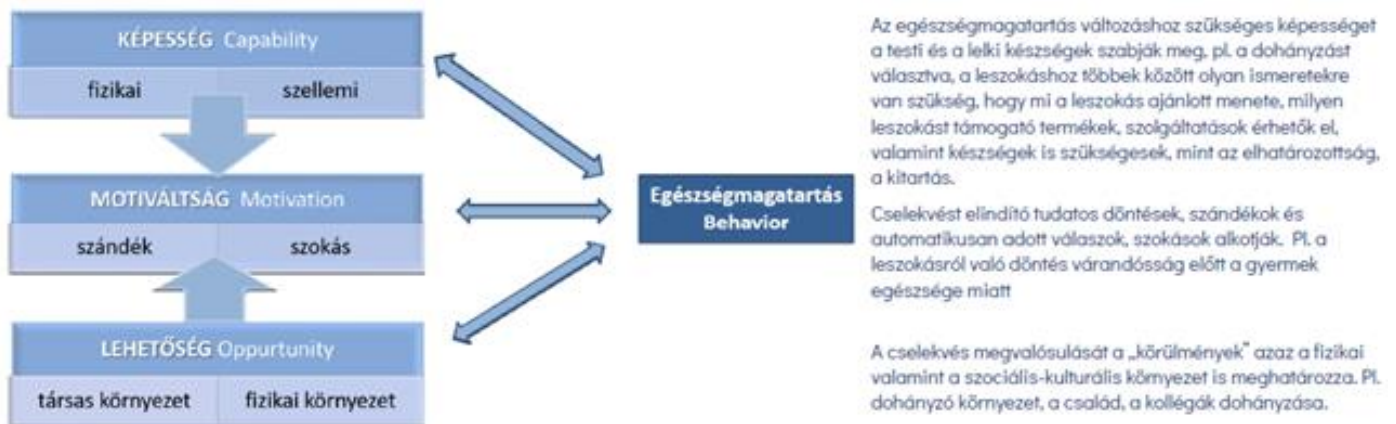 KÉPESSÉG Capability
fizikai szellemi
MOTIVÁLTSÁG Motivation
szándék szokás
LEHETŐSÉG Oppurtunity
társas környezet fizikai környezet
Egészségmagatartás
Behavior
Az egészségmagatartás változáshoz szükséges képességet
a testi és a lelki készségek szabják meg, pl. a dohányzást
választva, a leszokáshoz többek között olyan ismeretekre
van szükség, hogy mi a leszokás ajánlott menete, milyen
leszokást támogató termékek, szolgáltatások érhetők el,
valamint készségek is szükségesek, mint az elhatározottság,
a kitartás.
Cselekvést elindító tudatos döntések, szándékok és
automatikusan adott válaszok, szokások alkotják. Pl. a
leszokásról való döntés várandósság előtt a gyermek
egészsége miatt
A cselekvés megvalósulását a „körülmények” azaz a fizikai
valamint a szociális-kulturális környezet is meghatározza. Pl.
dohányzó környezet, a család, a kollégák dohányzása.